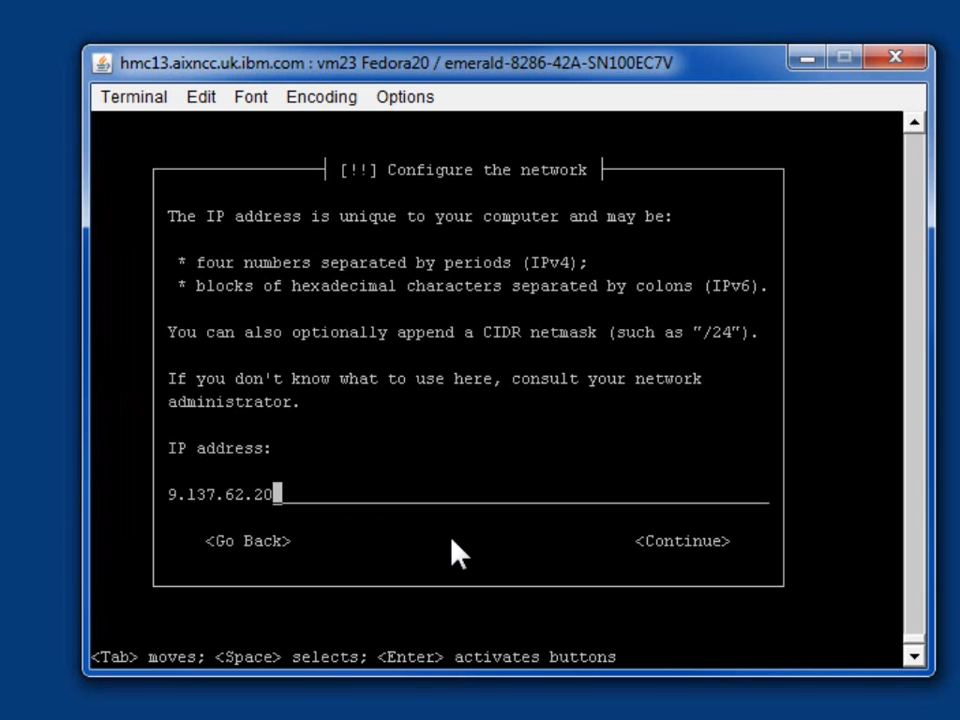 hmc13.aixncc.uk.ibm.com : vm23 Fedora20 / emerald-8286-42A-SN100EC7V
Terminal Edit Font Encoding Options
[!!] Configure the network
The IP address is unique to your computer and may be:
* four numbers separated by periods (IPv4);
* blocks of hexadecimal characters separated by colons (IPv6).
You can also optionally append a CIDR netmask (such as "/24").
If you don't know what to use here, consult your network
administrator.
IP address:
9.137.62.20
<Go Back> <Continue>
<Tab> moves; <Space> selects; <Enter> activates buttons